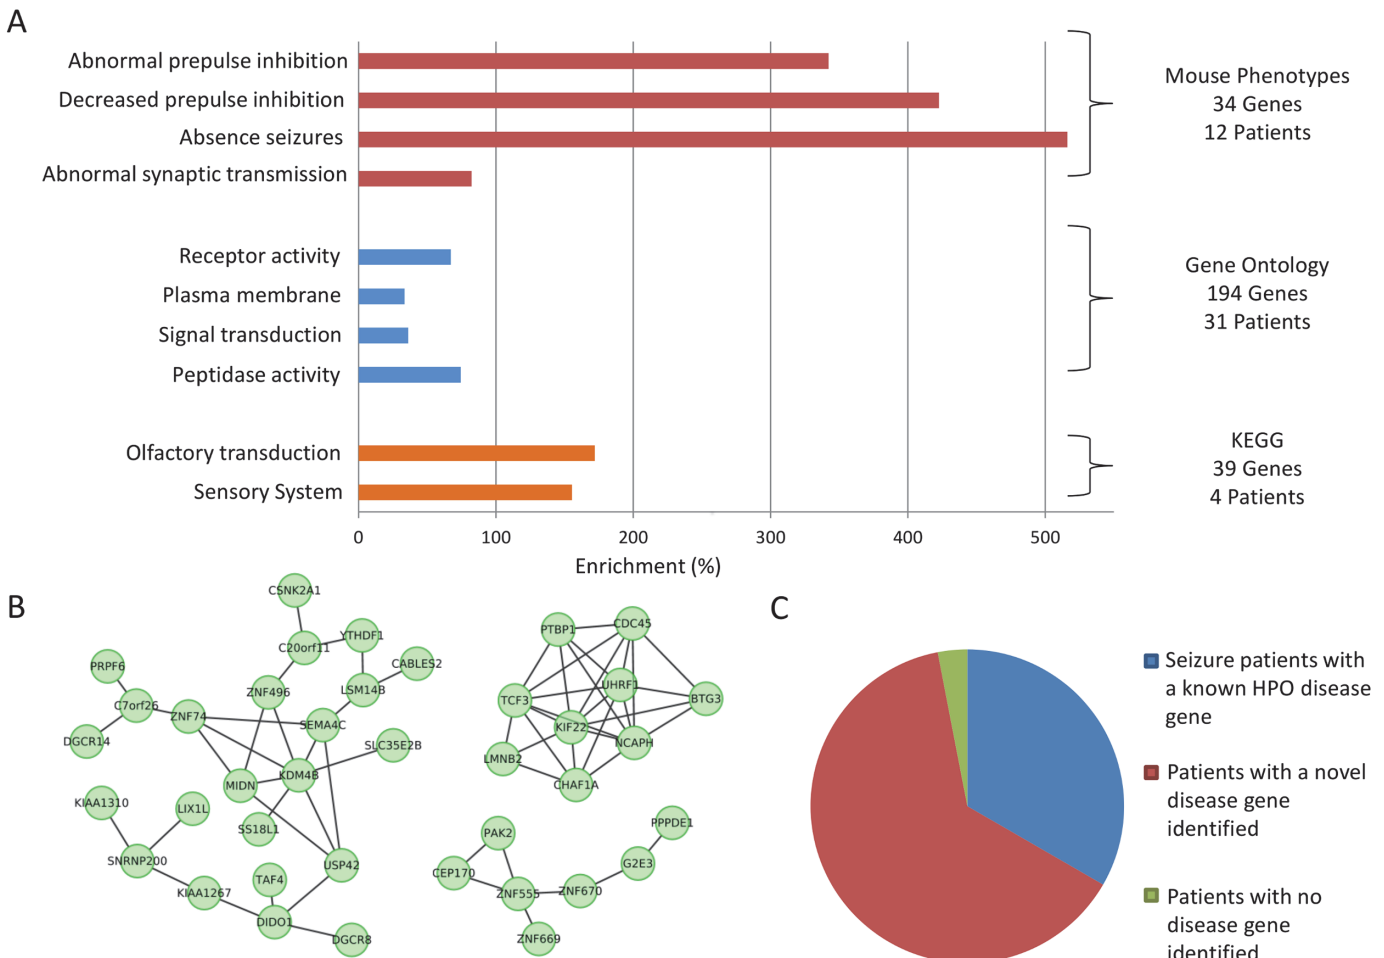 A
Abnormal prepulse inhibition
Decreased prepulse inhibition
Absence seizures
Abnormal synaptic transmission
Receptor activity
Plasma membrane
Signal transduction
Peptidase activity
Olfactory transduction
Sensory System
0 100 200 300 400 500
Enrichment (%)
Mouse Phenotypes
34 Genes
12 Patients
Gene Ontology
194 Genes
31 Patients
KEGG
39 Genes
4 Patients
B
CSNK2A1
C20orf11
YTHDF1
PRPF6
CABLES2
ZNF496
LSM14B
C7orf26
ZNF74
SEMA4C
DGCR14
SLC35E2B
MIDN
KDM4B
KIAA1310
LIX1L
SS18L1
SNRNP200
USP42
KIAA1267
TAF4
DIDO1
DGCR8
PTBP1
CDC45
UHRF1
TCF3
BTG3
KIF22
NCAPH
LMNB2
CHAF1A
PAK2
PPPDE1
CEP170
G2E3
ZNF555
ZNF670
ZNF669
C
Seizure patients with
a known HPO disease
gene
Patients with a novel
disease gene
identified
Patients with no
disease gene
identified